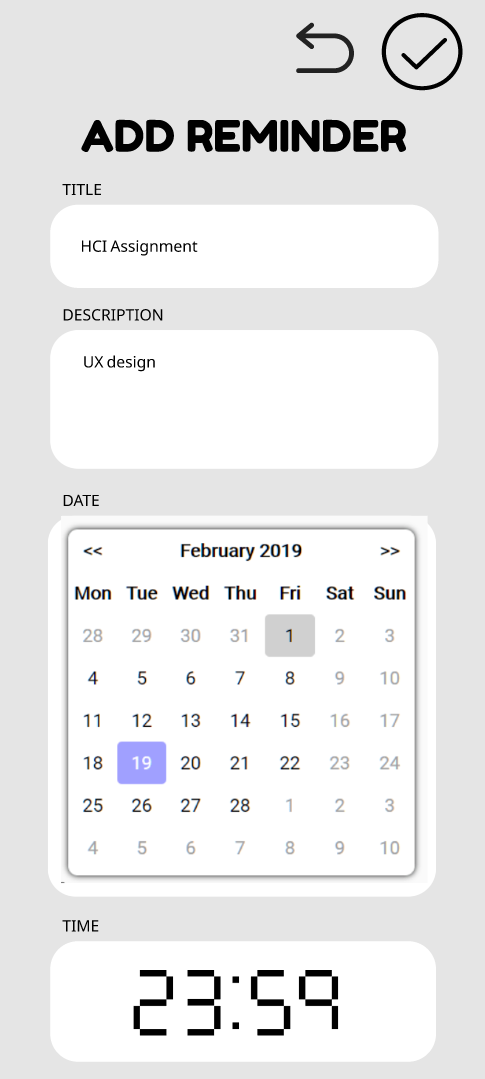 ADD REMINDER
TITLE
HCI Assignment
DESCRIPTION
UX design
DATE
<< February 2019 >>
Mon Tue Wed Thu Fri Sat Sun
28 29 30 31 1 2 3
4 5 6 7 8 9 10
11 12 13 14 15 16 17
18 19 20 21 22 23 24
25 26 27 28 1 2 3
4 5 6 7 8 9 10
-
TIME
23:59